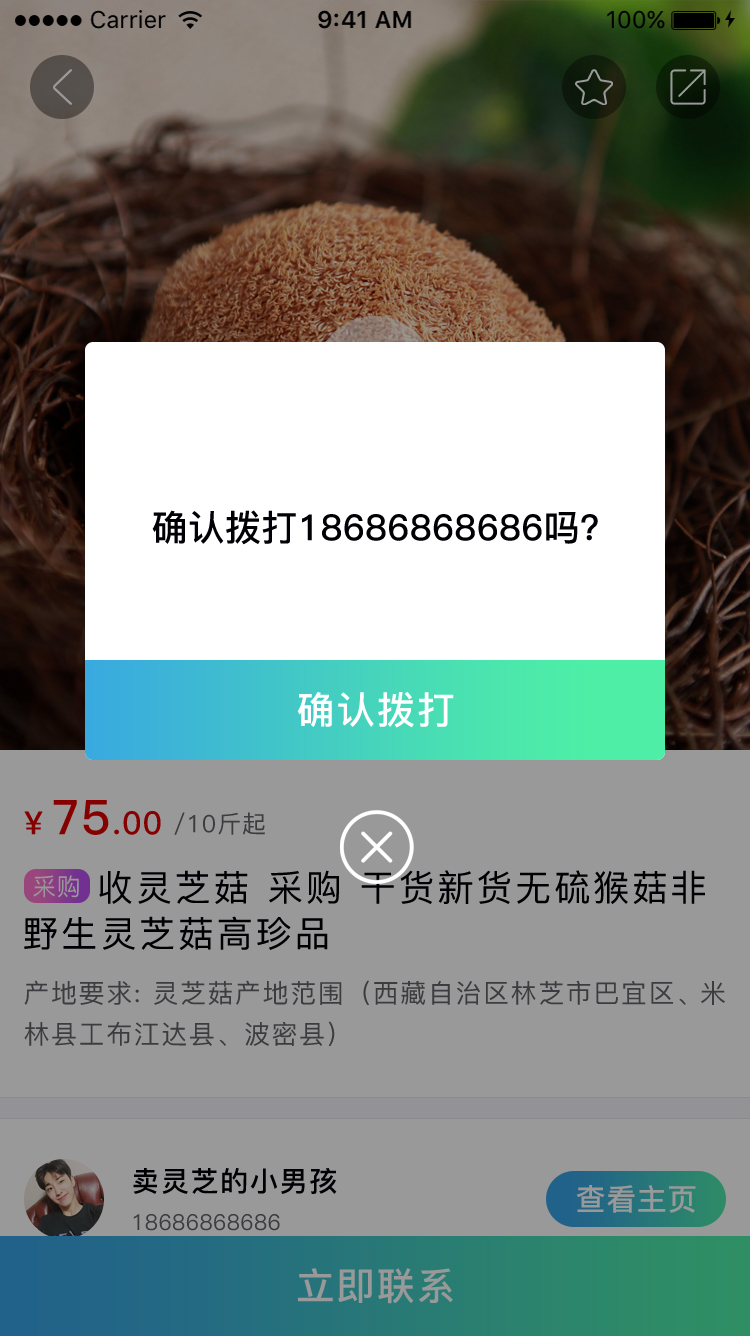 Carrier 9:41 AM 100%
确认拨打18686868686吗?
确认拨打
¥ 75.00 /10斤起
采购 收灵芝菇 采购 干货新货无硫猴菇非
野生灵芝菇高珍品
产地要求: 灵芝菇产地范围（西藏自治区林芝市巴宜区、米
林县工布江达县、波密县）
卖灵芝的小男孩
18686868686
查看主页
立即联系